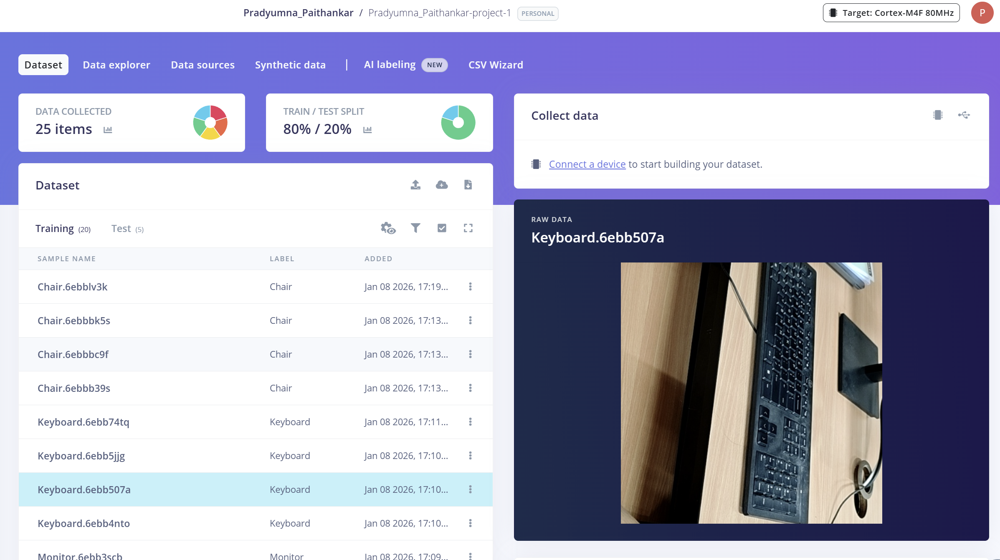 Pradyumna_Paithankar / Pradyumna_Paithankar-project-1 PERSONAL
Target: Cortex-M4F 80MHz
P
Dataset Data explorer Data sources Synthetic data | AI labeling NEW CSV Wizard
DATA COLLECTED
25 items
TRAIN / TEST SPLIT
80% / 20%
Collect data
Connect a device to start building your dataset.
Dataset
Training (20) Test (5)
SAMPLE NAME LABEL ADDED
Chair.6ebblv3k Chair Jan 08 2026, 17:19...
Chair.6ebbbk5s Chair Jan 08 2026, 17:13...
Chair.6ebbbc9f Chair Jan 08 2026, 17:13...
Chair.6ebbb39s Chair Jan 08 2026, 17:13...
Keyboard.6ebb74tq Keyboard Jan 08 2026, 17:11...
Keyboard.6ebb5jjg Keyboard Jan 08 2026, 17:10...
Keyboard.6ebb507a Keyboard Jan 08 2026, 17:10...
Keyboard.6ebb4nto Keyboard Jan 08 2026, 17:10...
Monitor.6ebb3scb Monitor Jan 08 2026, 17:09...
RAW DATA
Keyboard.6ebb507a